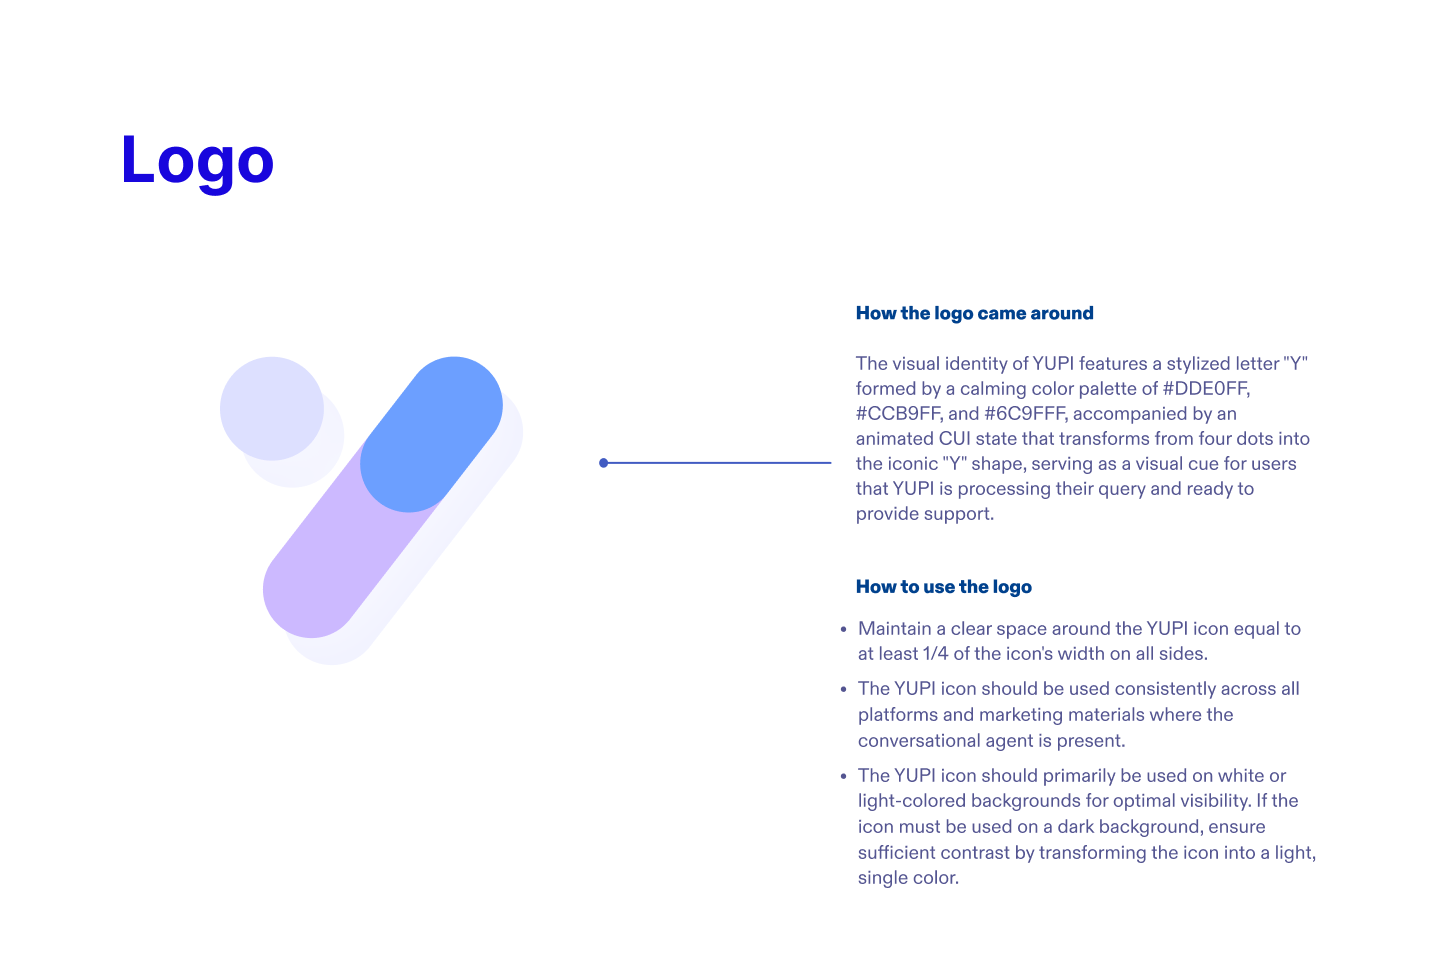 Logo
How the logo came around
The visual identity of YUPI features a stylized letter "Y"
formed by a calming color palette of #DDE0FF,
#CCB9FF, and #6C9FFF, accompanied by an
animated CUI state that transforms from four dots into
the iconic "Y" shape, serving as a visual cue for users
that YUPI is processing their query and ready to
provide support.
How to use the logo
• Maintain a clear space around the YUPI icon equal to
at least 1/4 of the icon's width on all sides.
• The YUPI icon should be used consistently across all
platforms and marketing materials where the
conversational agent is present.
• The YUPI icon should primarily be used on white or
light-colored backgrounds for optimal visibility. If the
icon must be used on a dark background, ensure
sufficient contrast by transforming the icon into a light,
single color.